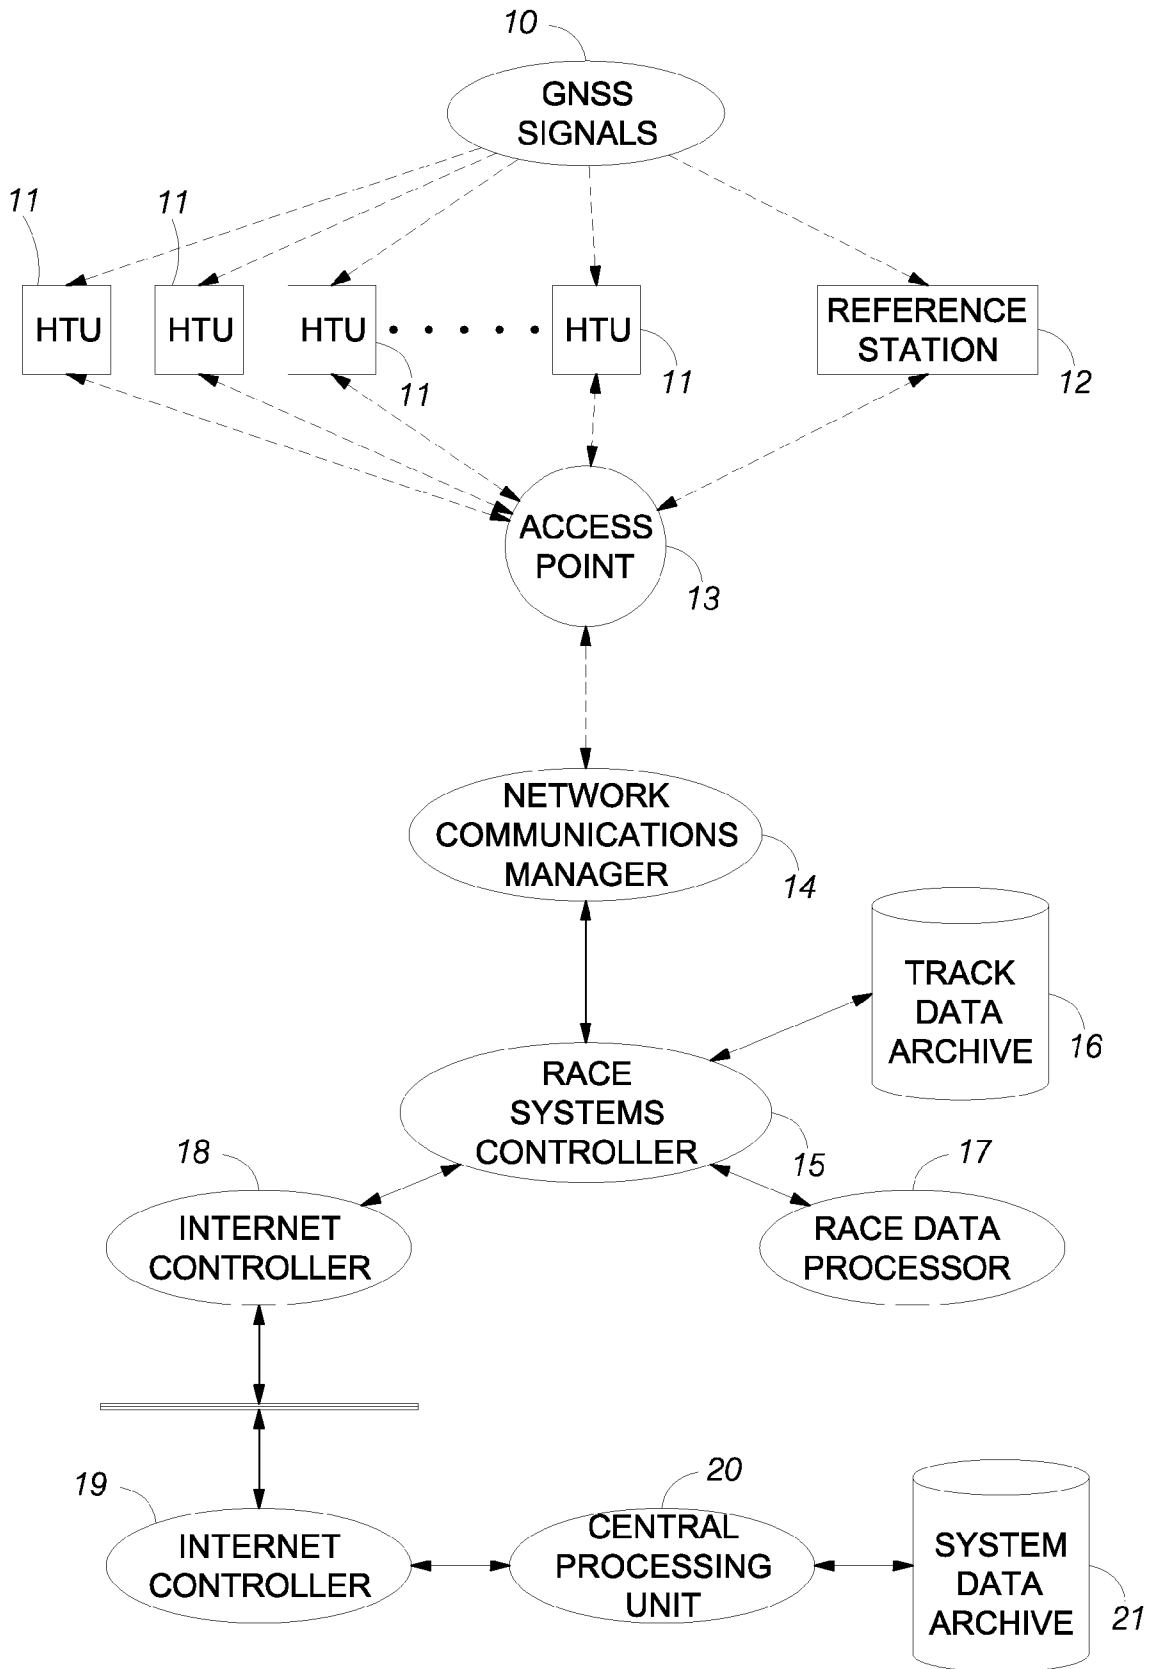 10
GNSS
SIGNALS
11
11
HTU
HTU
HTU
HTU
REFERENCE
STATION
11
11
12
ACCESS
POINT
13
NETWORK
COMMUNICATIONS
MANAGER
14
TRACK
DATA
ARCHIVE
16
RACE
SYSTEMS
CONTROLLER
15
18
17
INTERNET
CONTROLLER
RACE DATA
PROCESSOR
19
20
INTERNET
CONTROLLER
CENTRAL
PROCESSING
UNIT
SYSTEM
DATA
ARCHIVE
21